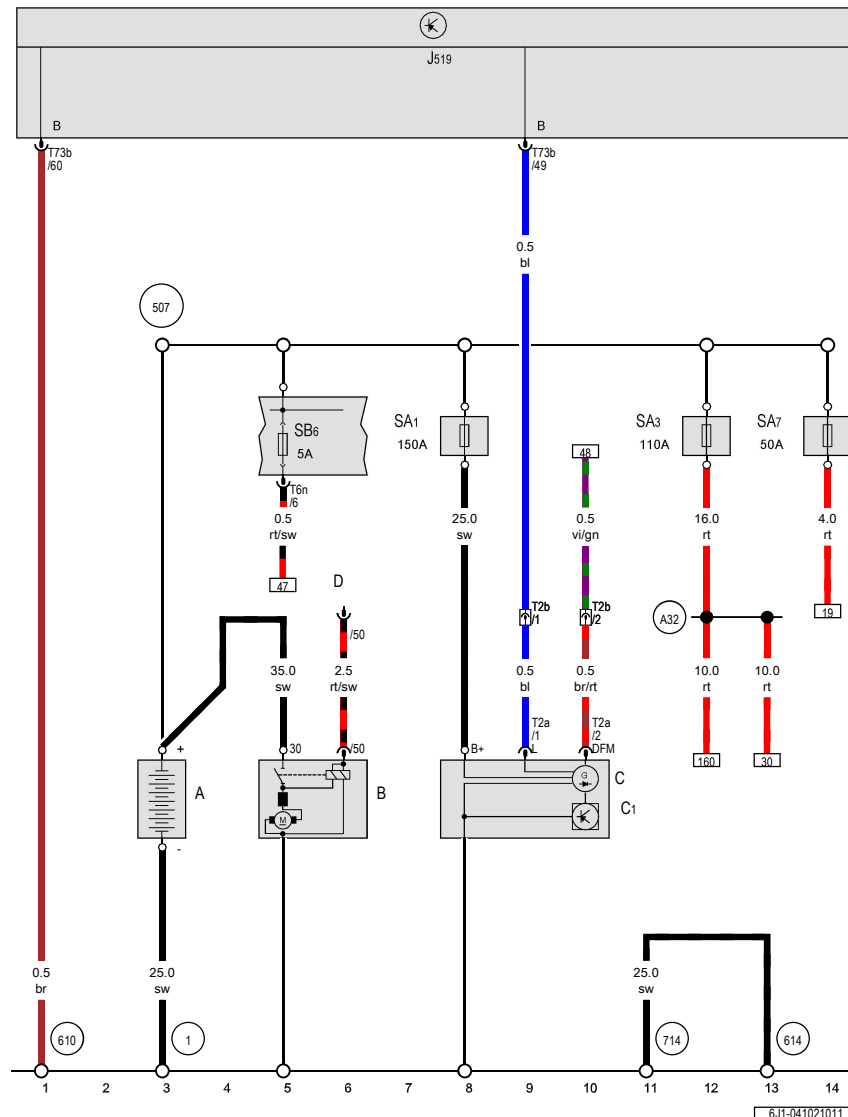 J519
B
B
T73b
/60
T73b
/49
0.5
bl
507
SB6
5A
SA1
150A
SA3
110A
SA7
50A
T6n
/6
48
0.5
rt/sw
25.0
sw
0.5
vi/gn
16.0
rt
4.0
rt
47
D
T2b
/1
T2b
/2
A32
19
/50
35.0
sw
2.5
rt/sw
0.5
bl
0.5
br/rt
10.0
rt
10.0
rt
T2a
/1
T2a
/2
+
30
/50
B+
L
DFM
160
30
A
B
G
C
M
C1
-
0.5
br
25.0
sw
25.0
sw
610
1
714
614
1 2 3 4 5 6 7 8 9 10 11 12 13 14
6J1-041021011